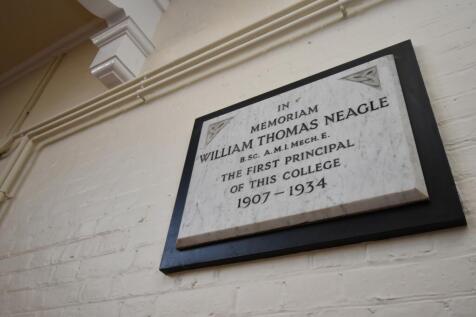 IN
MEMORIAM
WILLIAM THOMAS NEAGLE
B.SC. A.M.I.MECH.E.
THE FIRST PRINCIPAL
OF THIS COLLEGE
1907 – 1934